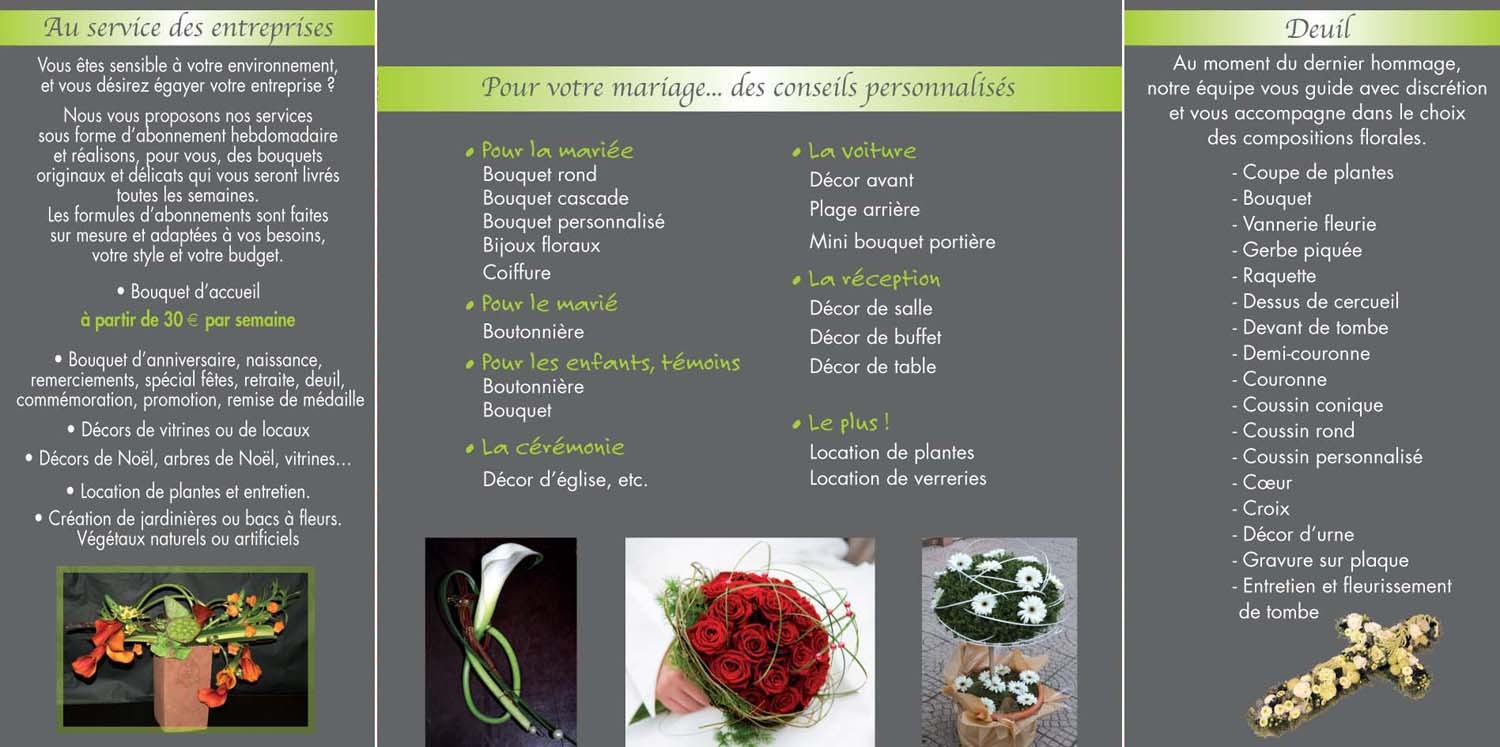 Au service des entreprises
Vous êtes sensible à votre environnement,
et vous désirez égayer votre entreprise ?
Nous vous proposons nos services
sous forme d'abonnement hebdomadaire
et réalisons, pour vous, des bouquets
originaux et délicats qui vous seront livrés
toutes les semaines.
Les formules d'abonnements sont faites
sur mesure et adaptées à vos besoins,
votre style et votre budget.
• Bouquet d'accueil
à partir de 30 € par semaine
• Bouquet d'anniversaire, naissance,
remerciements, spécial fêtes, retraite, deuil,
commémoration, promotion, remise de médaille
• Décors de vitrines ou de locaux
• Décors de Noël, arbres de Noël, vitrines...
• Location de plantes et entretien.
• Création de jardinières ou bacs à fleurs.
Végétaux naturels ou artificiels
Pour votre mariage... des conseils personnalisés
• Pour la mariée
Bouquet rond
Bouquet cascade
Bouquet personnalisé
Bijoux floraux
Coiffure
• Pour le marié
Boutonnière
• Pour les enfants, témoins
Boutonnière
Bouquet
• La cérémonie
Décor d'église, etc.
• La voiture
Décor avant
Plage arrière
Mini bouquet portière
• La réception
Décor de salle
Décor de buffet
Décor de table
• Le plus !
Location de plantes
Location de verreries
Deuil
Au moment du dernier hommage,
notre équipe vous guide avec discrétion
et vous accompagne dans le choix
des compositions florales.
- Coupe de plantes
- Bouquet
- Vannerie fleurie
- Gerbe piquée
- Raquette
- Dessus de cercueil
- Devant de tombe
- Demi-couronne
- Couronne
- Coussin conique
- Coussin rond
- Coussin personnalisé
- Cœur
- Croix
- Décor d'urne
- Gravure sur plaque
- Entretien et fleurissement
de tombe